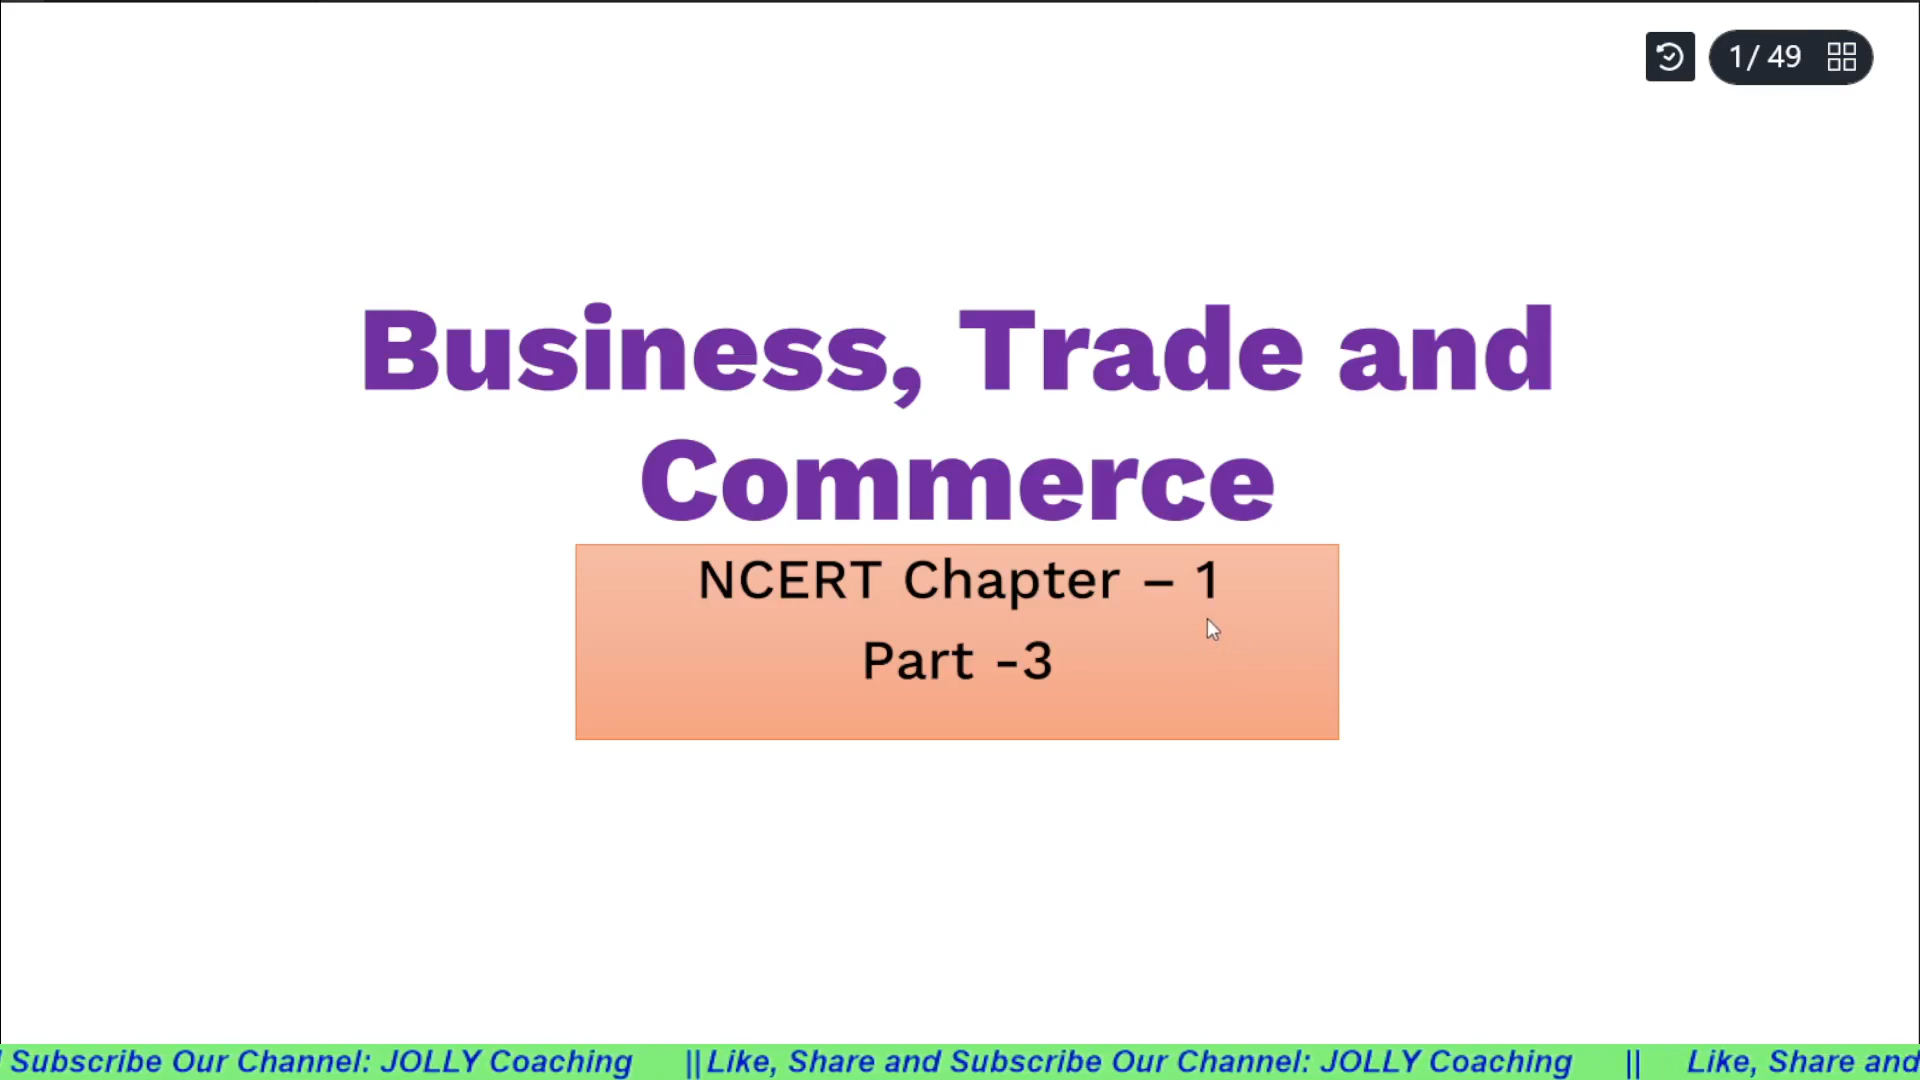 1/ 49
Business, Trade and
Commerce
NCERT Chapter – 1
Part -3
Subscribe Our Channel: JOLLY Coaching || Like, Share and Subscribe Our Channel: JOLLY Coaching || Like, Share and